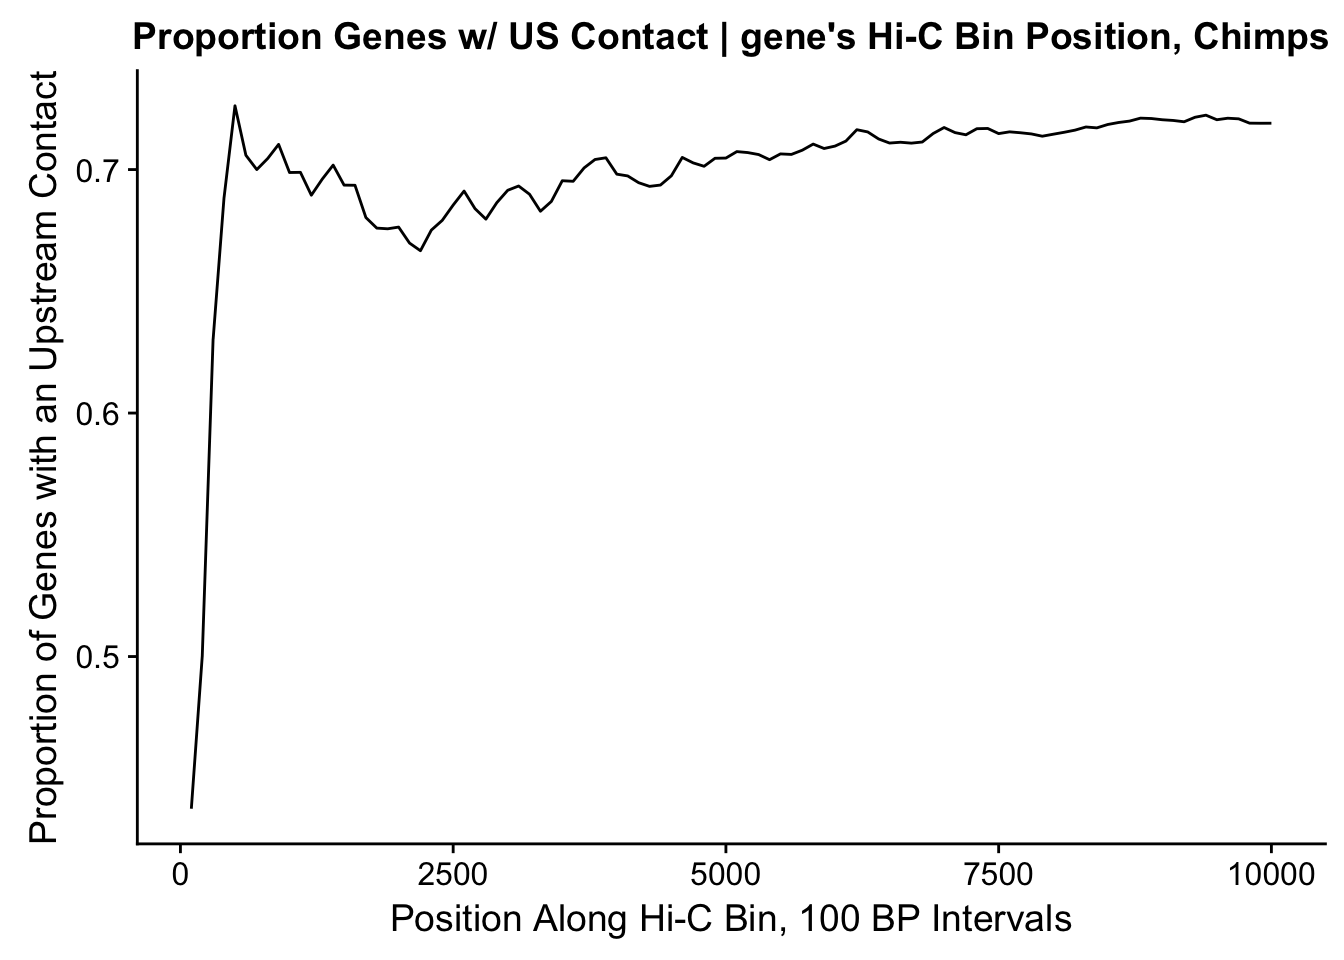 Proportion Genes w/ US Contact | gene's Hi-C Bin Position, Chimps
Proportion of Genes with an Upstream Contact
0.7
0.6
0.5
0
2500
5000
7500
10000
Position Along Hi-C Bin, 100 BP Intervals